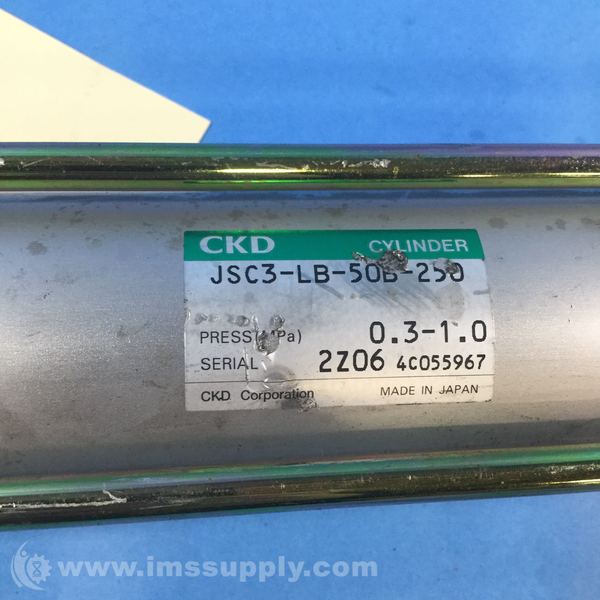 CKD CYLINDER
JSC3-LB-50B-250
PRESS(MPa) 0.3-1.0
SERIAL 2Z06 4C055967
CKD Corporation MADE IN JAPAN
www.imssupply.com